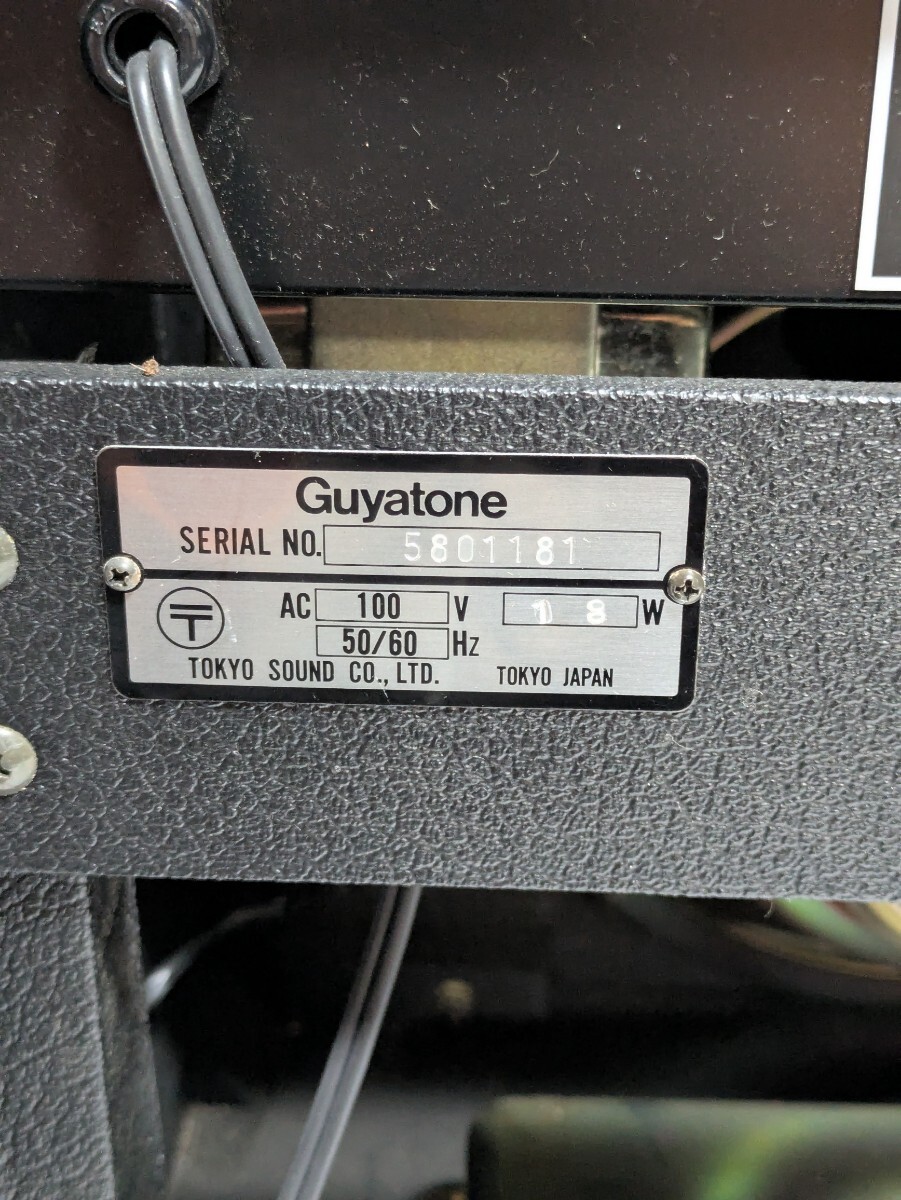 Guyatone
SERIAL NO. 5801181
AC 100 V 18 W
50/60 Hz
TOKYO SOUND CO., LTD. TOKYO JAPAN